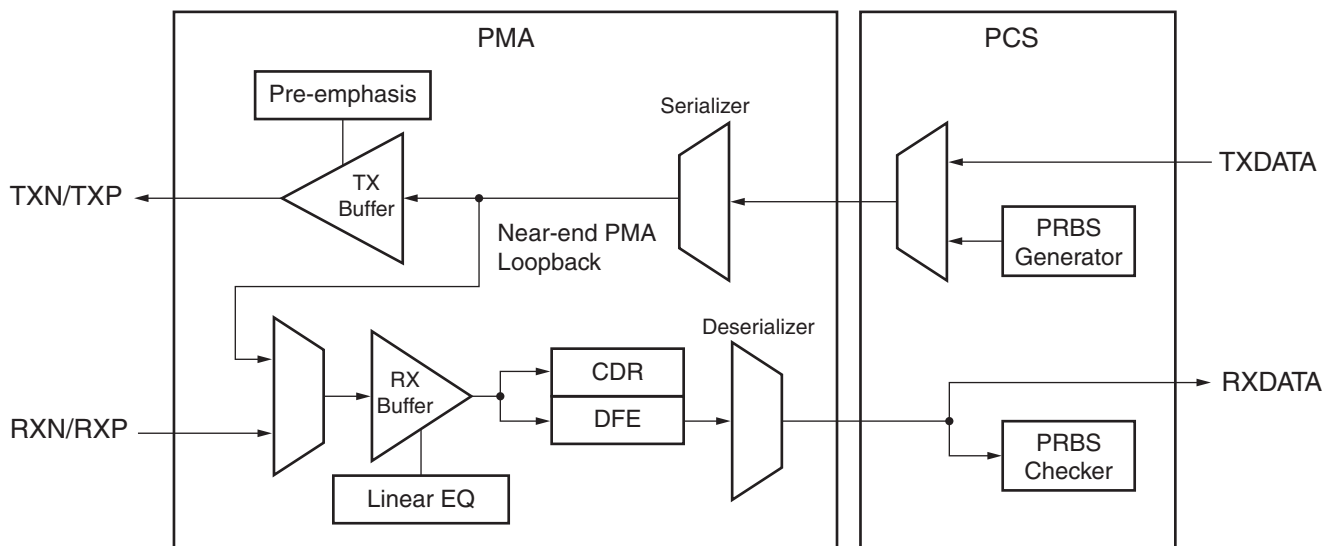 PMA
PCS
Pre-emphasis
Serializer
TXDATA
TXN/TXP
TX
Buffer
Near-end PMA
Loopback
PRBS
Generator
Deserializer
RX
Buffer
CDR
DFE
RXDATA
RXN/RXP
PRBS
Checker
Linear EQ